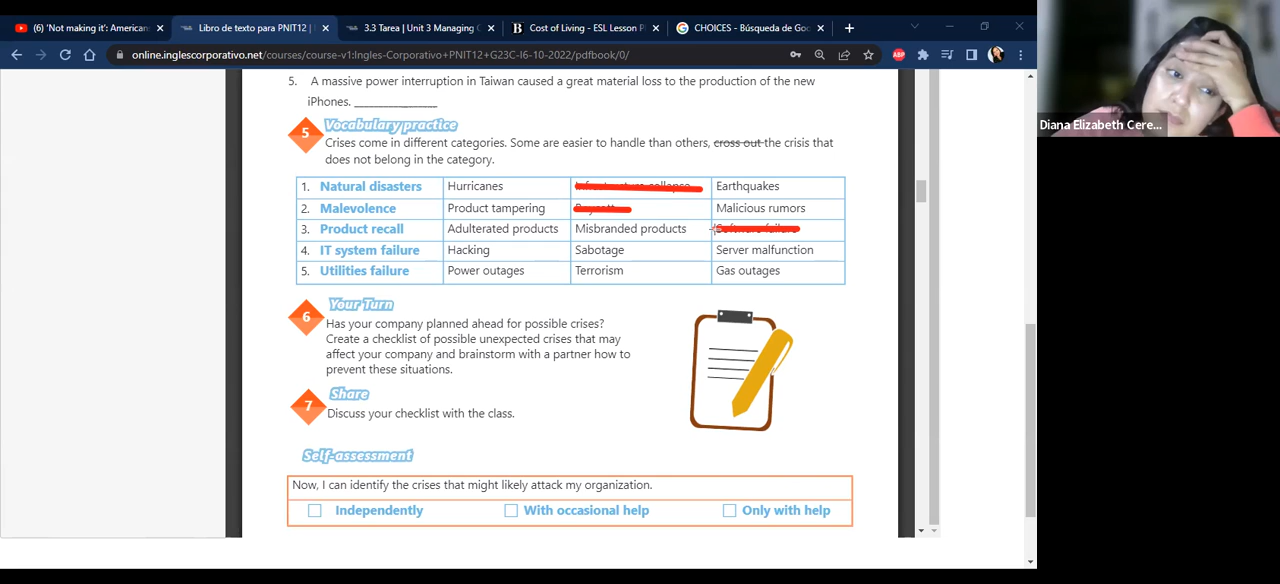 (6) 'Not making it': American
Libro de texto para PNIT12 |
3.3 Tarea | Unit 3 Managing C
Cost of Living - ESL Lesson P
CHOICES - Búsqueda de Goo
online.inglescorporativo.net/courses/course-v1:Ingles-Corporativo+PNIT12+G23C-I6-10-2022/pdfbook/0/
ABP
Diana Elizabeth Cere...
5. A massive power interruption in Taiwan caused a great material loss to the production of the new
iPhones. _______________
5 Vocabulary practice
Crises come in different categories. Some are easier to handle than others, cross out the crisis that
does not belong in the category.
1. Natural disasters Hurricanes Infrastructure collapse Earthquakes
2. Malevolence Product tampering Boycott Malicious rumors
3. Product recall Adulterated products Misbranded products Software failure
4. IT system failure Hacking Sabotage Server malfunction
5. Utilities failure Power outages Terrorism Gas outages
6 Your Turn
Has your company planned ahead for possible crises?
Create a checklist of possible unexpected crises that may
affect your company and brainstorm with a partner how to
prevent these situations.
7 Share
Discuss your checklist with the class.
Self-assessment
Now, I can identify the crises that might likely attack my organization.
Independently With occasional help Only with help